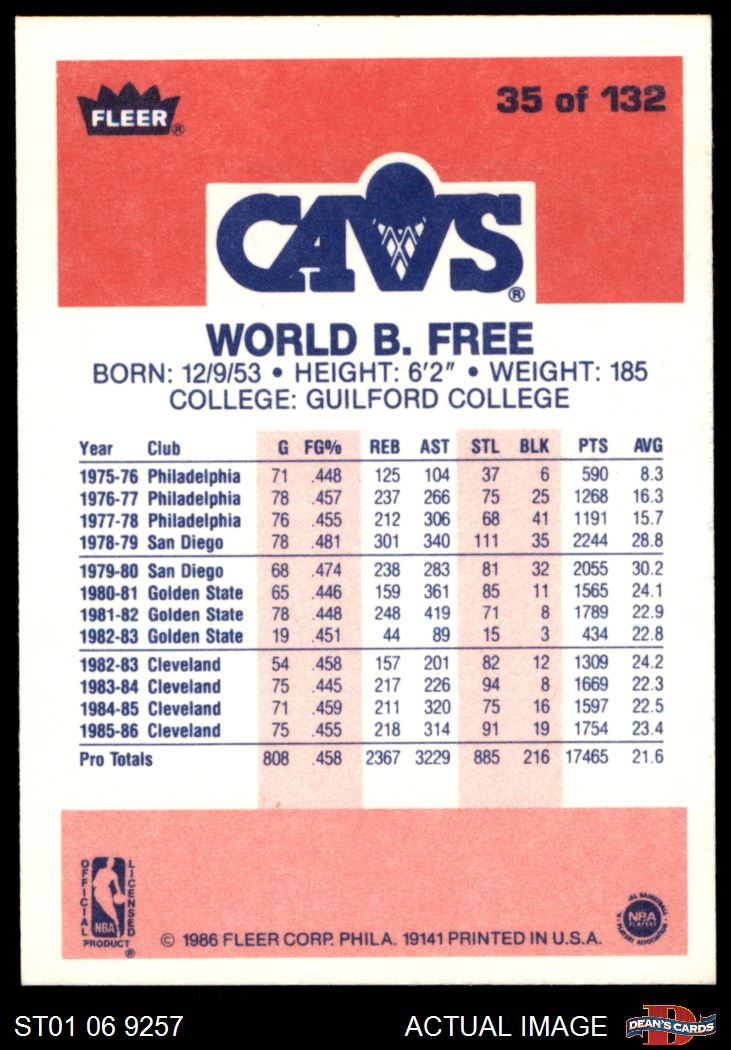 FLEER®
35 of 132
CAVS®
WORLD B. FREE
BORN: 12/9/53 • HEIGHT: 6'2" • WEIGHT: 185
COLLEGE: GUILFORD COLLEGE
Year Club G FG% REB AST STL BLK PTS AVG
1975-76 Philadelphia 71 .448 125 104 37 6 590 8.3
1976-77 Philadelphia 78 .457 237 266 75 25 1268 16.3
1977-78 Philadelphia 76 .455 212 306 68 41 1191 15.7
1978-79 San Diego 78 .481 301 340 111 35 2244 28.8
1979-80 San Diego 68 .474 238 283 81 32 2055 30.2
1980-81 Golden State 65 .446 159 361 85 11 1565 24.1
1981-82 Golden State 78 .448 248 419 71 8 1789 22.9
1982-83 Golden State 19 .451 44 89 15 3 434 22.8
1982-83 Cleveland 54 .458 157 201 82 12 1309 24.2
1983-84 Cleveland 75 .445 217 226 94 8 1669 22.3
1984-85 Cleveland 71 .459 211 320 75 16 1597 22.5
1985-86 Cleveland 75 .455 218 314 91 19 1754 23.4
Pro Totals 808 .458 2367 3229 885 216 17465 21.6
OFFICIAL LICENSED
NBA
PRODUCT®
© 1986 FLEER CORP. PHILA. 19141 PRINTED IN U.S.A.
NBA
PLAYERS
PLAYERS ASSOCIATION
ST01 06 9257
ACTUAL IMAGE
D
DEAN'S CARDS